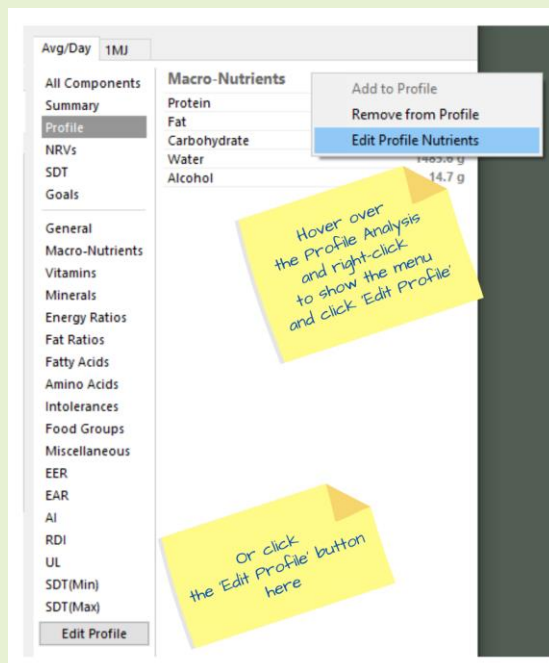 Avg/Day 1MJ
All Components
Summary
Profile
NRVs
SDT
Goals
General
Macro-Nutrients
Vitamins
Minerals
Energy Ratios
Fat Ratios
Fatty Acids
Amino Acids
Intolerances
Food Groups
Miscellaneous
EER
EAR
AI
RDI
UL
SDT(Min)
SDT(Max)
Edit Profile
Macro-Nutrients
Protein
Fat
Carbohydrate
Water 1485.6 g
Alcohol 14.7 g
Add to Profile
Remove from Profile
Edit Profile Nutrients
Hover over
the Profile Analysis
and right-click
to show the menu
and click 'Edit Profile'
Or click
the 'Edit Profile' button
here